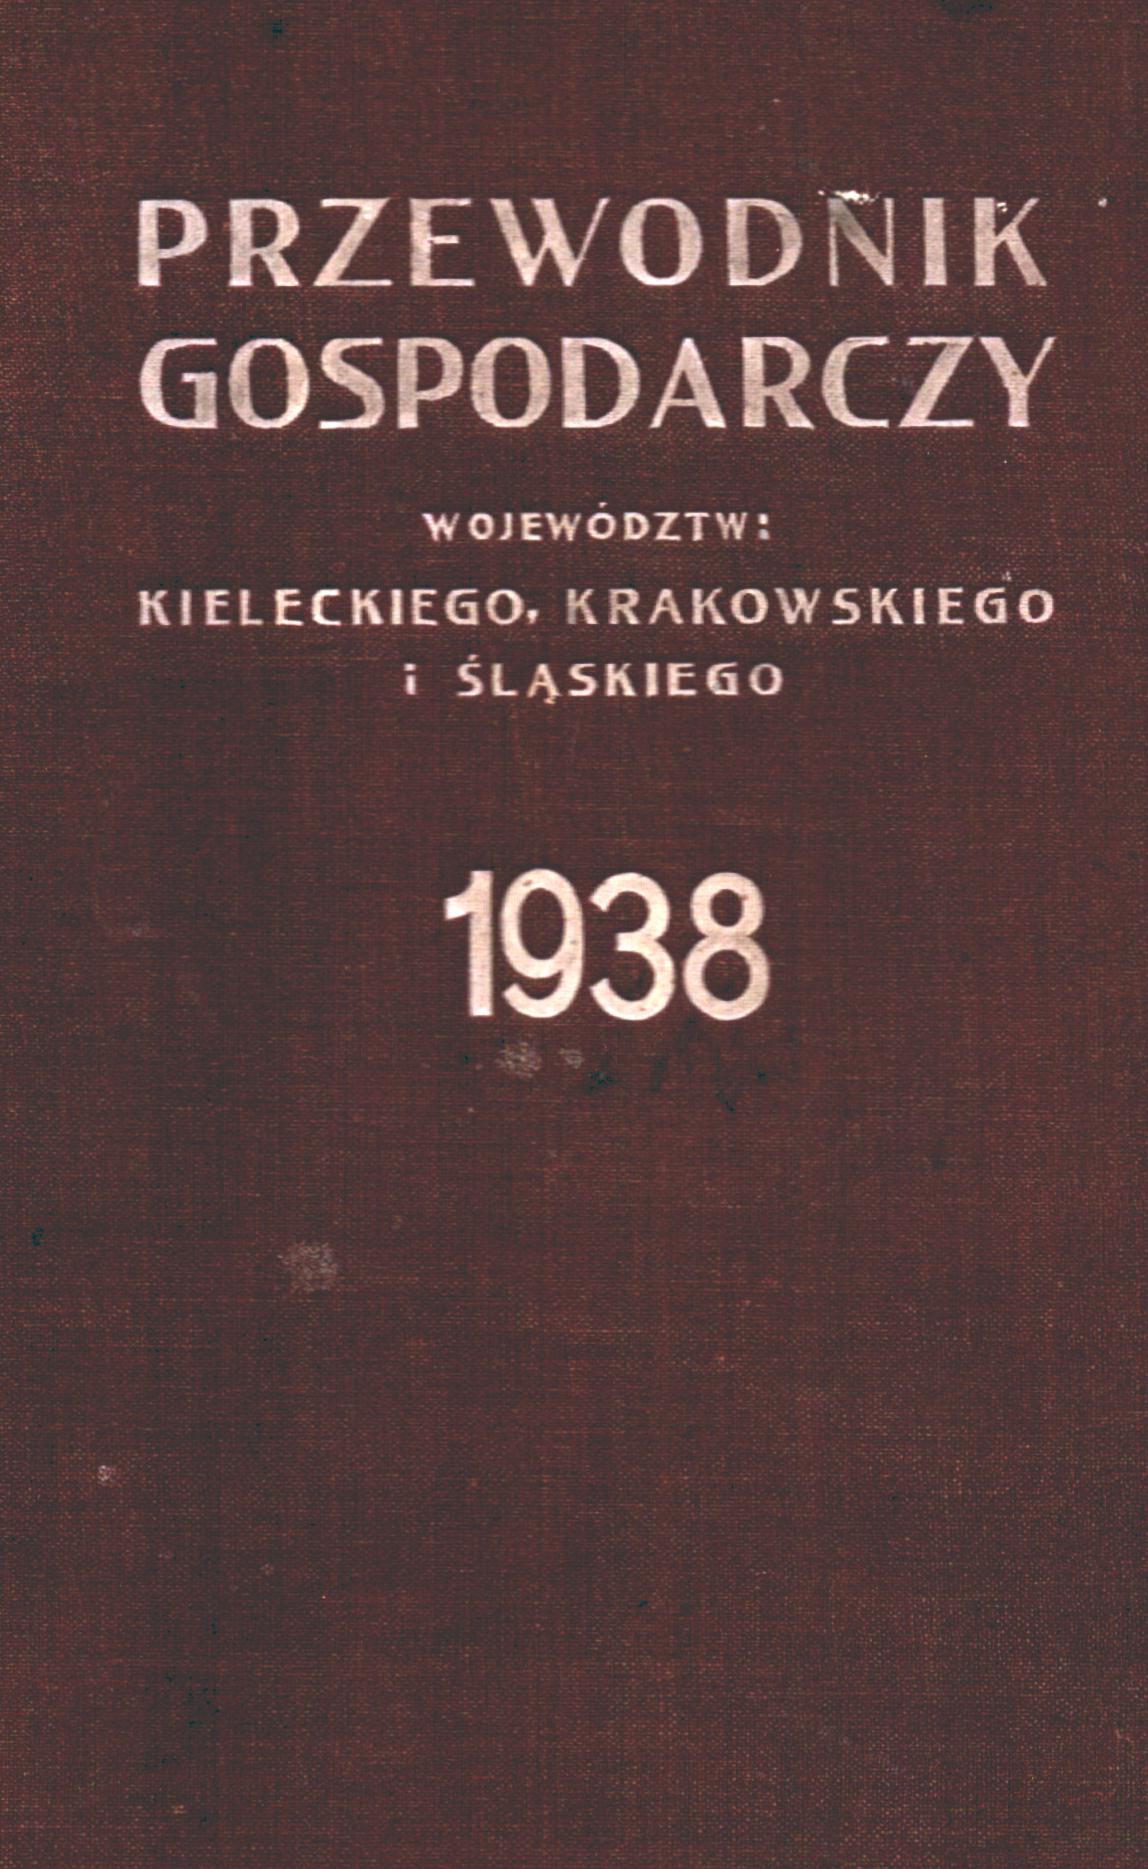 PRZEWODNIK
GOSPODARCZY
WOJEWÓDZTW:
KIELECKIEGO, KRAKOWSKIEGO
i ŚLĄSKIEGO
1938